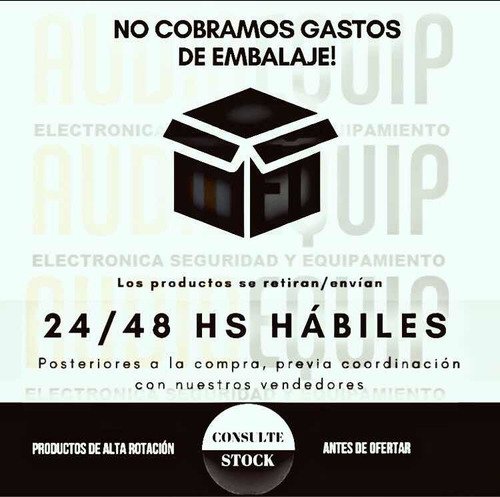 NO COBRAMOS GASTOS
DE EMBALAJE!
ELECTRONICA SEGURIDAD Y EQUIPAMIENTO
Los productos se retiran/envían
24/48 HS HÁBILES
Posteriores a la compra, previa coordinación
con nuestros vendedores
ELECTRONICA SEGURIDAD Y EQUIPAMIENTO
PRODUCTOS DE ALTA ROTACIÓN
CONSULTE
STOCK
ANTES DE OFERTAR